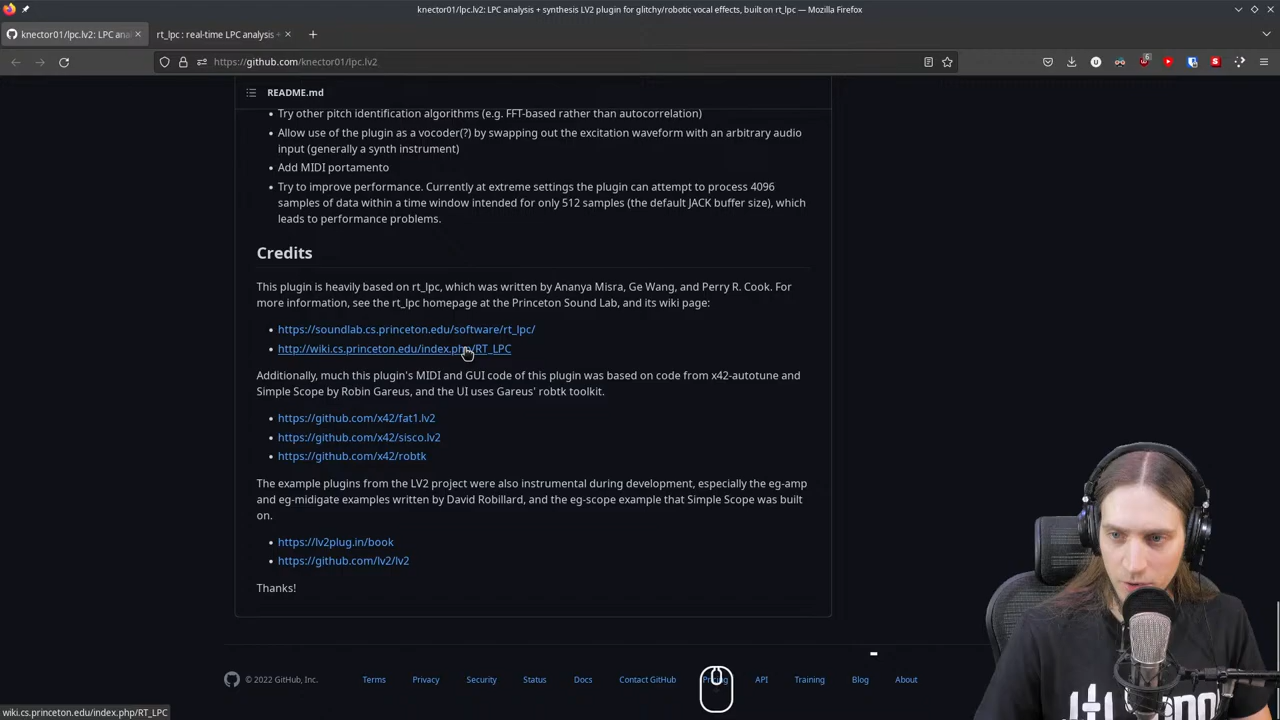 knector01/lpc.lv2: LPC analysis + synthesis LV2 plugin for glitchy/robotic vocal effects, built on rt_lpc — Mozilla Firefox
knector01/lpc.lv2: LPC ana
rt_lpc : real-time LPC analysis +
https://github.com/knector01/lpc.lv2
README.md
Try other pitch identification algorithms (e.g. FFT-based rather than autocorrelation)
Allow use of the plugin as a vocoder(?) by swapping out the excitation waveform with an arbitrary audio
input (generally a synth instrument)
Add MIDI portamento
Try to improve performance. Currently at extreme settings the plugin can attempt to process 4096
samples of data within a time window intended for only 512 samples (the default JACK buffer size), which
leads to performance problems.
Credits
This plugin is heavily based on rt_lpc, which was written by Ananya Misra, Ge Wang, and Perry R. Cook. For
more information, see the rt_lpc homepage at the Princeton Sound Lab, and its wiki page:
https://soundlab.cs.princeton.edu/software/rt_lpc/
http://wiki.cs.princeton.edu/index.php/RT_LPC
Additionally, much this plugin's MIDI and GUI code of this plugin was based on code from x42-autotune and
Simple Scope by Robin Gareus, and the UI uses Gareus' robtk toolkit.
https://github.com/x42/fat1.lv2
https://github.com/x42/sisco.lv2
https://github.com/x42/robtk
The example plugins from the LV2 project were also instrumental during development, especially the eg-amp
and eg-midigate examples written by David Robillard, and the eg-scope example that Simple Scope was built
on.
https://lv2plug.in/book
https://github.com/lv2/lv2
Thanks!
© 2022 GitHub, Inc. Terms Privacy Security Status Docs Contact GitHub Pricing API Training Blog About
wiki.cs.princeton.edu/index.php/RT_LPC